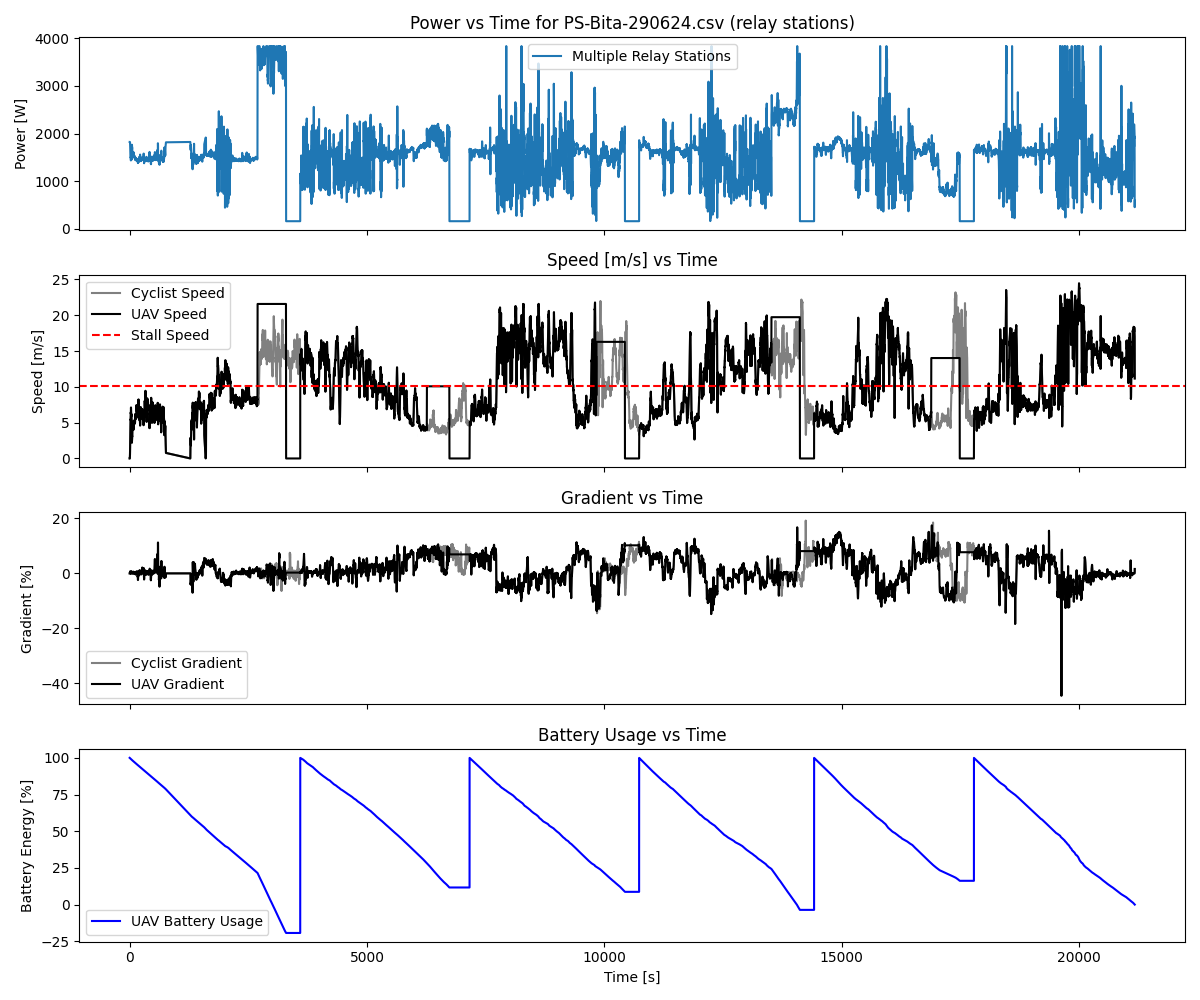 Power vs Time for PS-Bita-290624.csv (relay stations)
Power [W]
4000
3000
2000
1000
0
Multiple Relay Stations
Speed [m/s] vs Time
Speed [m/s]
25
20
15
10
5
0
Cyclist Speed
UAV Speed
Stall Speed
Gradient vs Time
Gradient [%]
20
0
−20
−40
Cyclist Gradient
UAV Gradient
Battery Usage vs Time
Battery Energy [%]
100
75
50
25
0
−25
UAV Battery Usage
0 5000 10000 15000 20000
Time [s]